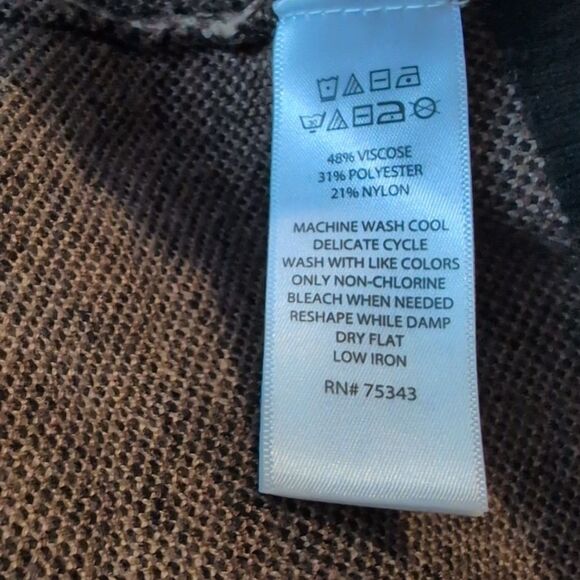 48% VISCOSE
31% POLYESTER
21% NYLON
MACHINE WASH COOL
DELICATE CYCLE
WASH WITH LIKE COLORS
ONLY NON-CHLORINE
BLEACH WHEN NEEDED
RESHAPE WHILE DAMP
DRY FLAT
LOW IRON
RN# 75343